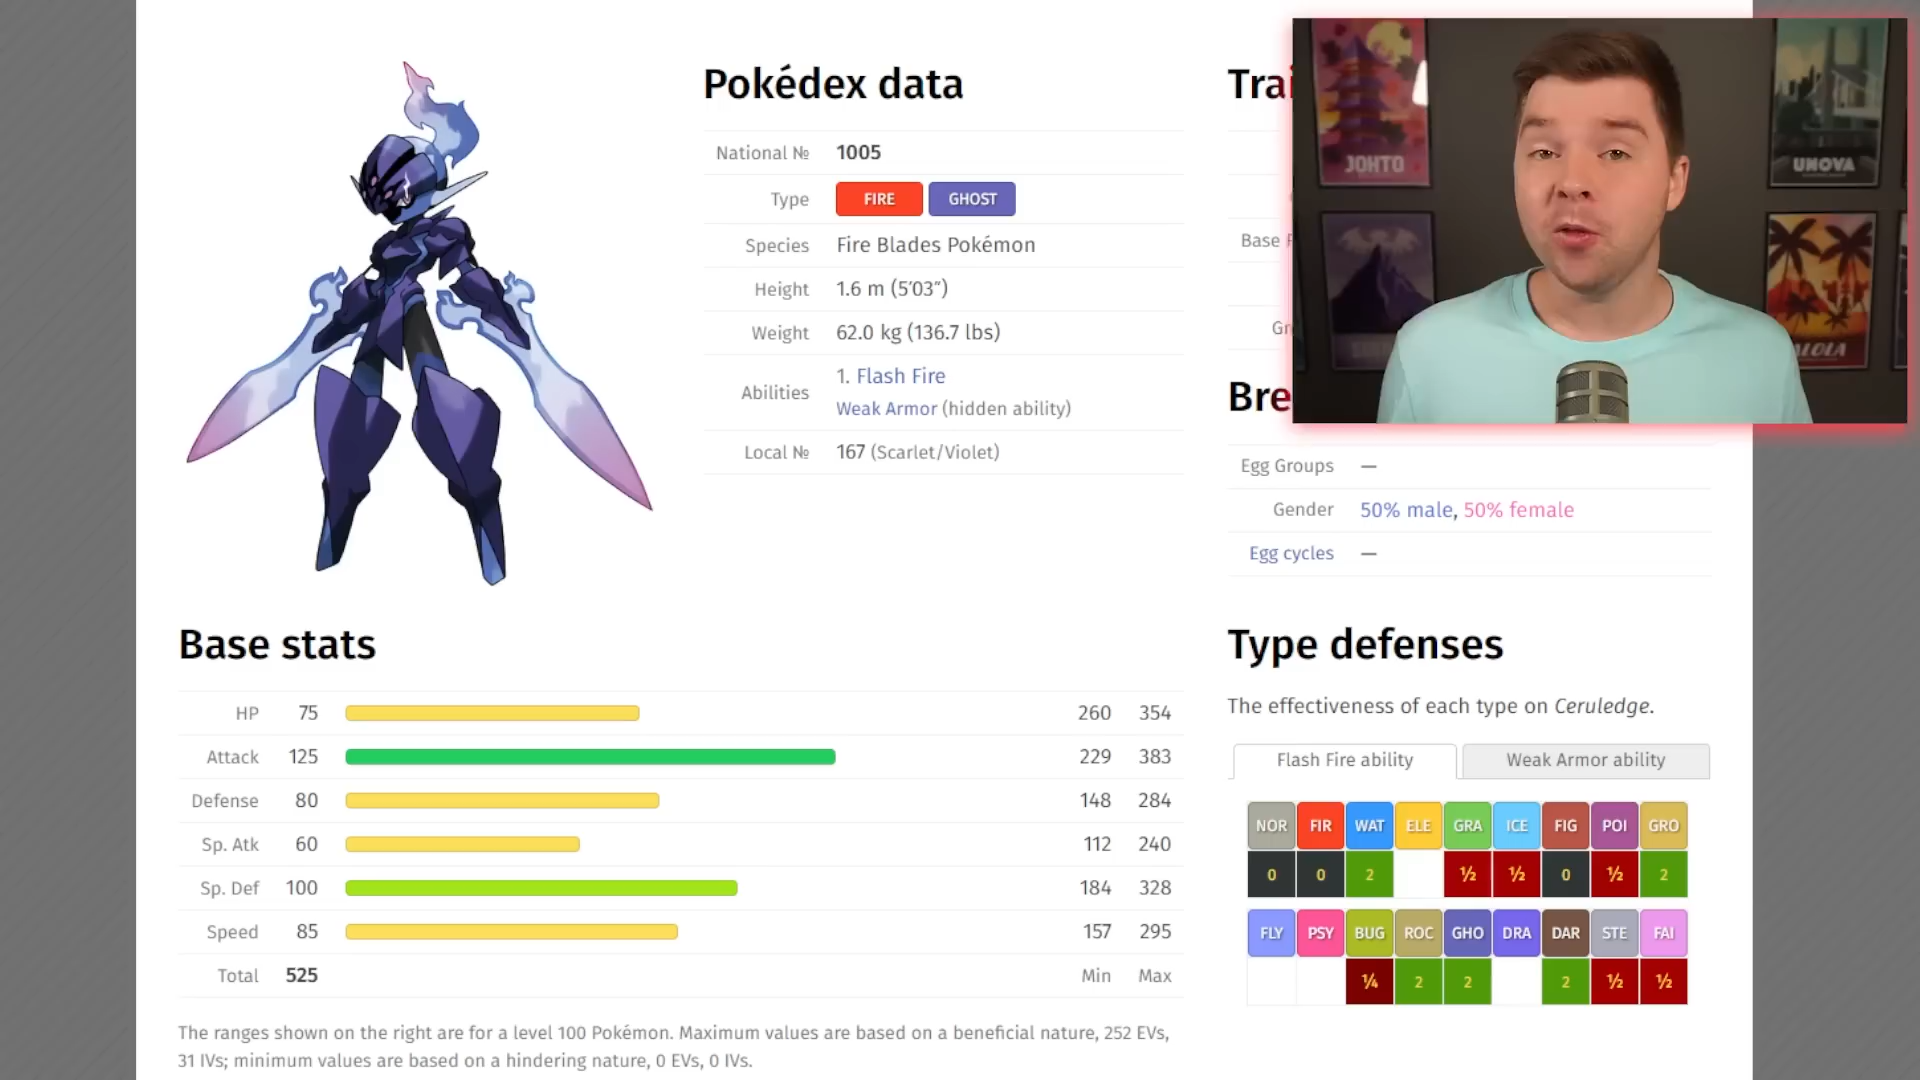 Pokédex data
National № 1005
Type FIRE GHOST
Species Fire Blades Pokémon
Height 1.6 m (5′03″)
Weight 62.0 kg (136.7 lbs)
Abilities 1. Flash Fire
Weak Armor (hidden ability)
Local № 167 (Scarlet/Violet)
Trai
Base
Gr
JOHTO
UNOVA
ALOLA
Bre
Egg Groups —
Gender 50% male, 50% female
Egg cycles —
Base stats
HP 75 260 354
Attack 125 229 383
Defense 80 148 284
Sp. Atk 60 112 240
Sp. Def 100 184 328
Speed 85 157 295
Total 525 Min Max
The ranges shown on the right are for a level 100 Pokémon. Maximum values are based on a beneficial nature, 252 EVs,
31 IVs; minimum values are based on a hindering nature, 0 EVs, 0 IVs.
Type defenses
The effectiveness of each type on Ceruledge.
Flash Fire ability Weak Armor ability
NOR FIR WAT ELE GRA ICE FIG POI GRO
0 0 2 ½ ½ 0 ½ 2
FLY PSY BUG ROC GHO DRA DAR STE FAI
¼ 2 2 2 ½ ½